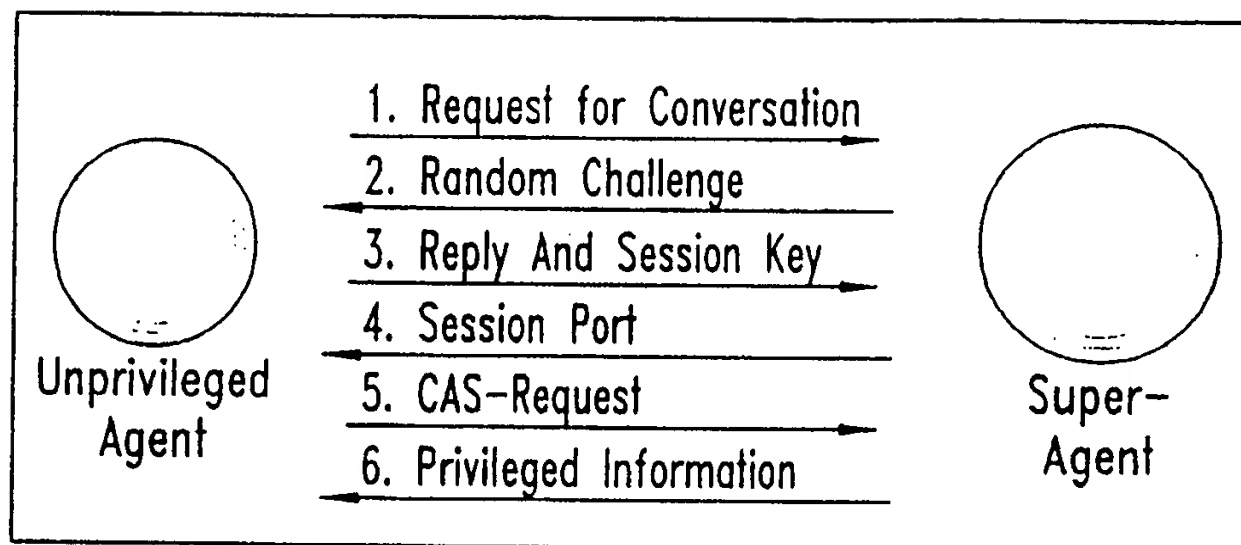 1. Request for Conversation
2. Random Challenge
3. Reply And Session Key
4. Session Port
5. CAS-Request
6. Privileged Information
Unprivileged
Agent
Super-
Agent